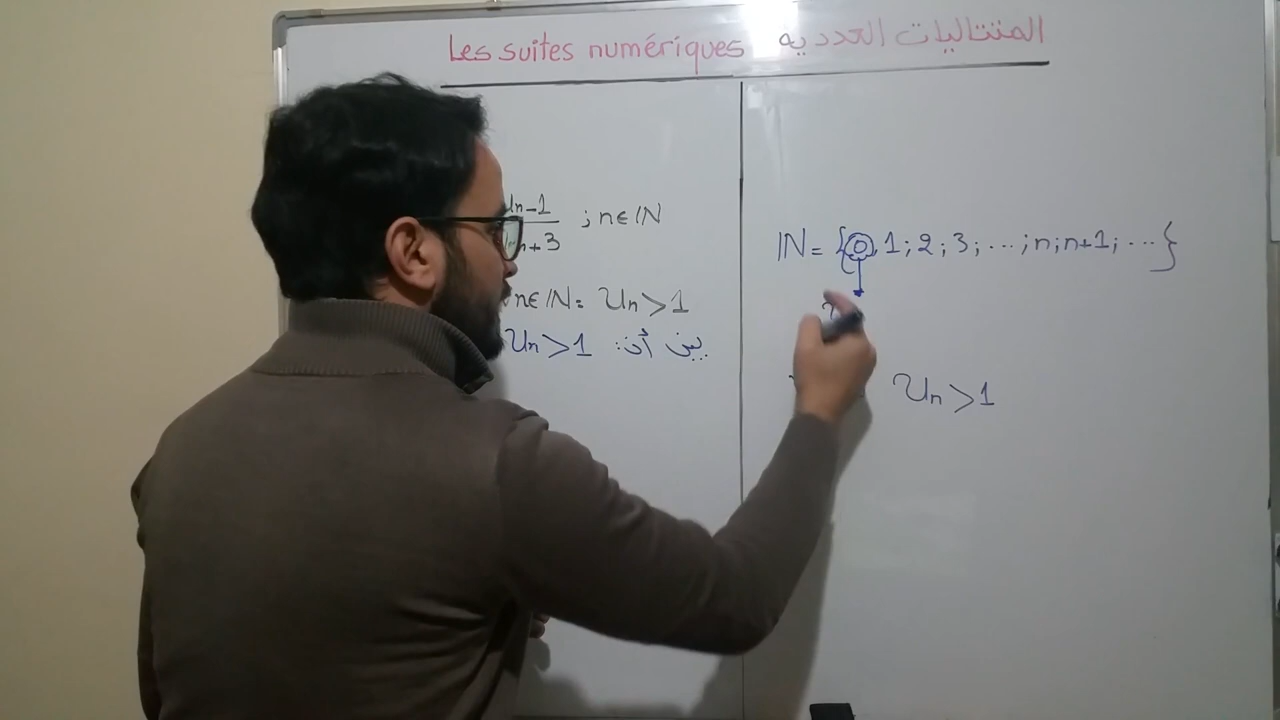 Les suites numériques المتتاليات العددية
Un-1
n+3 ; n∈IN
∀n∈IN: Un>1
Un>1 بين أن:
IN = {0,1;2;3;...;n;n+1;...}
Un>1